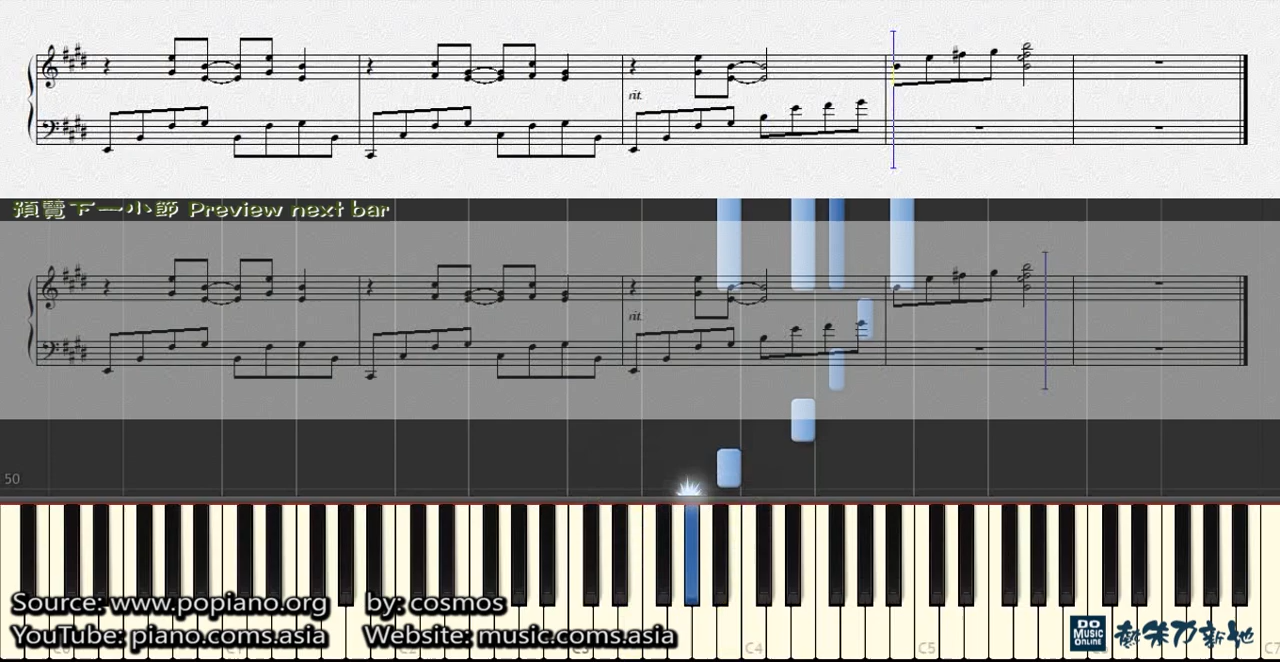 rit.
預覽下一小節 Preview next bar
rit.
50
C4
C5
C7
Source: www.popiano.org by: cosmos
YouTube: piano.coms.asia Website: music.coms.asia
DO
MUSIC
ONLINE